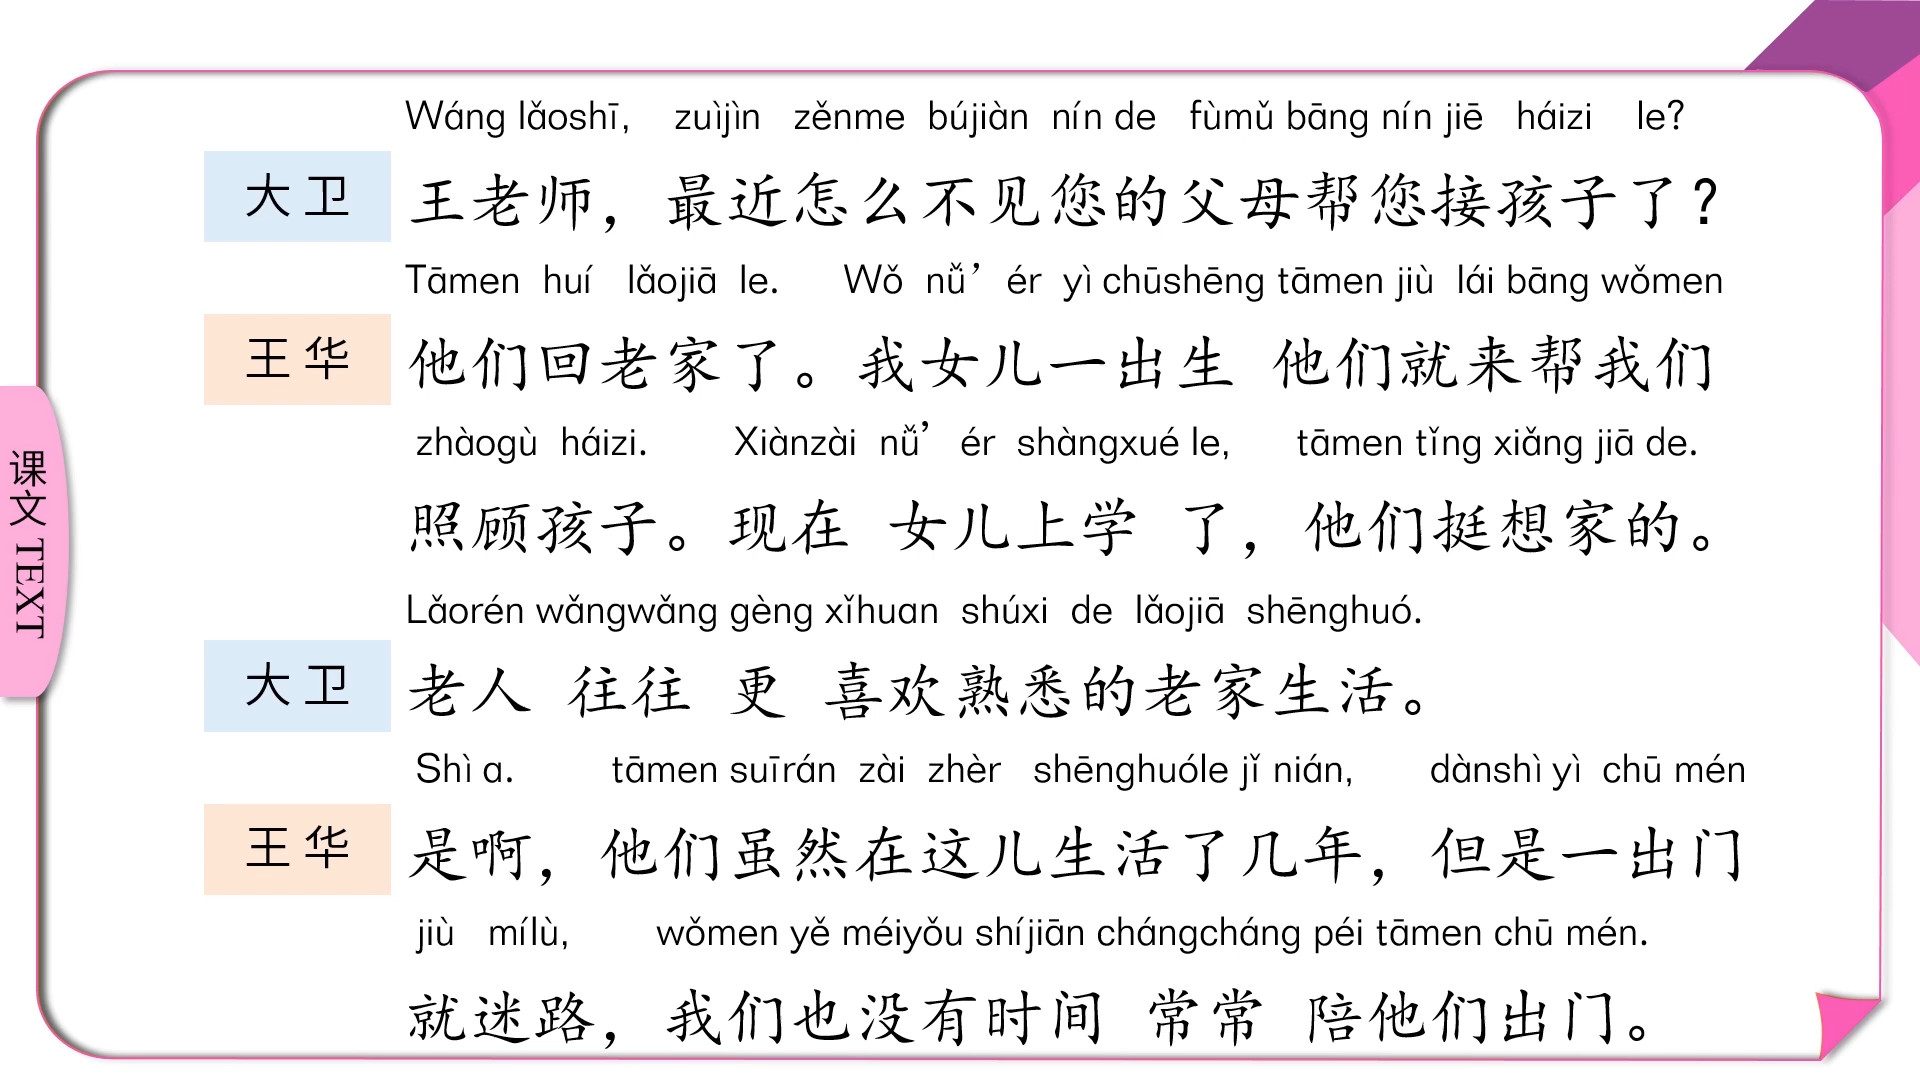 Wáng lǎoshī, zuìjìn zěnme bújiàn nín de fùmǔ bāng nín jiē háizi le?
大卫 王老师，最近怎么不见您的父母帮您接孩子了？
Tāmen huí lǎojiā le. Wǒ nǚ’ér yì chūshēng tāmen jiù lái bāng wǒmen
王华 他们回老家了。我女儿一出生 他们就来帮我们
zhàogù háizi. Xiànzài nǚ’ér shàngxué le, tāmen tǐng xiǎng jiā de.
照顾孩子。现在 女儿上学 了，他们挺想家的。
Lǎorén wǎngwǎng gèng xǐhuan shúxi de lǎojiā shēnghuó.
大卫 老人 往往 更 喜欢熟悉的老家生活。
Shì a. tāmen suīrán zài zhèr shēnghuóle jǐ nián, dànshì yì chū mén
王华 是啊，他们虽然在这儿生活了几年，但是一出门
jiù mílù, wǒmen yě méiyǒu shíjiān chángcháng péi tāmen chū mén.
就迷路，我们也没有时间 常常 陪他们出门。
课文 TEXT